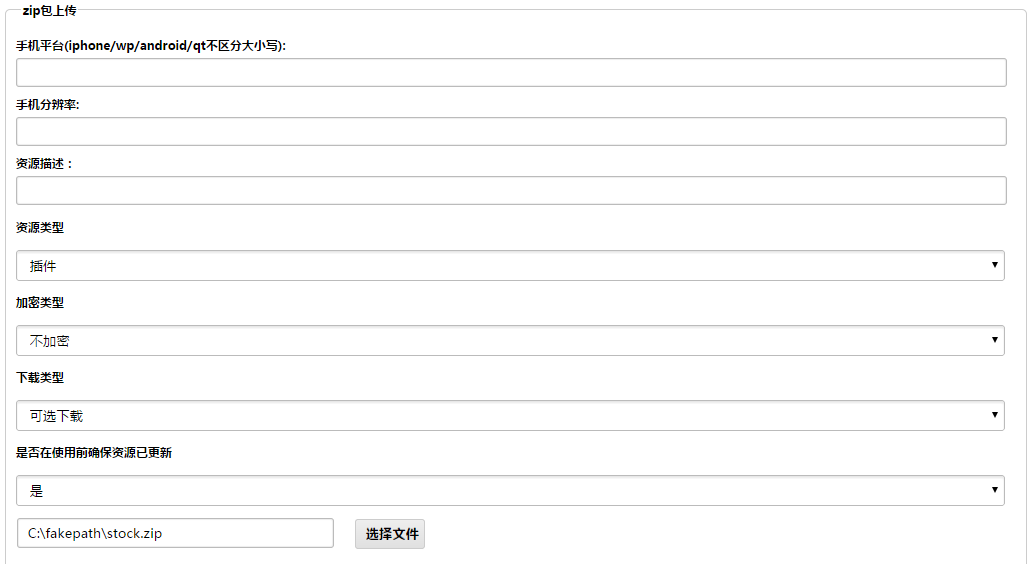 zip包上传
手机平台(iphone/wp/android/qt不区分大小写):
手机分辨率:
资源描述：
资源类型
插件
加密类型
不加密
下载类型
可选下载
是否在使用前确保资源已更新
是
C:\fakepath\stock.zip 选择文件